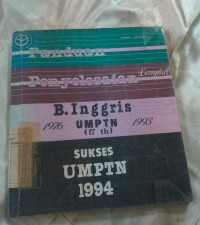 Panduan
Penyelesaian Lengkap
B. Inggris
1976 UMPTN 1993
(17 th)
SUKSES
UMPTN
1994